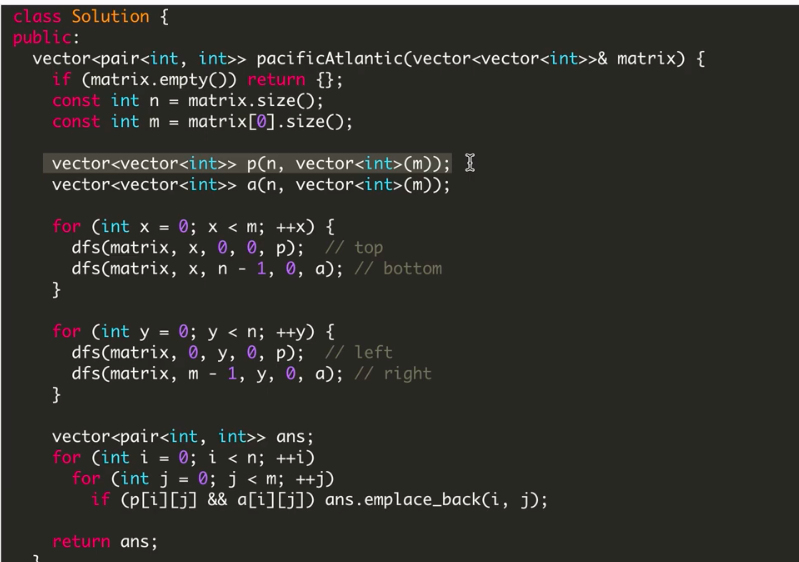 class Solution {
public:
  vector<pair<int, int>> pacificAtlantic(vector<vector<int>>& matrix) {
    if (matrix.empty()) return {};
    const int n = matrix.size();
    const int m = matrix[0].size();

    vector<vector<int>> p(n, vector<int>(m));
    vector<vector<int>> a(n, vector<int>(m));

    for (int x = 0; x < m; ++x) {
      dfs(matrix, x, 0, 0, p);  // top
      dfs(matrix, x, n - 1, 0, a); // bottom
    }

    for (int y = 0; y < n; ++y) {
      dfs(matrix, 0, y, 0, p);  // left
      dfs(matrix, m - 1, y, 0, a); // right
    }

    vector<pair<int, int>> ans;
    for (int i = 0; i < n; ++i)
      for (int j = 0; j < m; ++j)
        if (p[i][j] && a[i][j]) ans.emplace_back(i, j);

    return ans;
  }